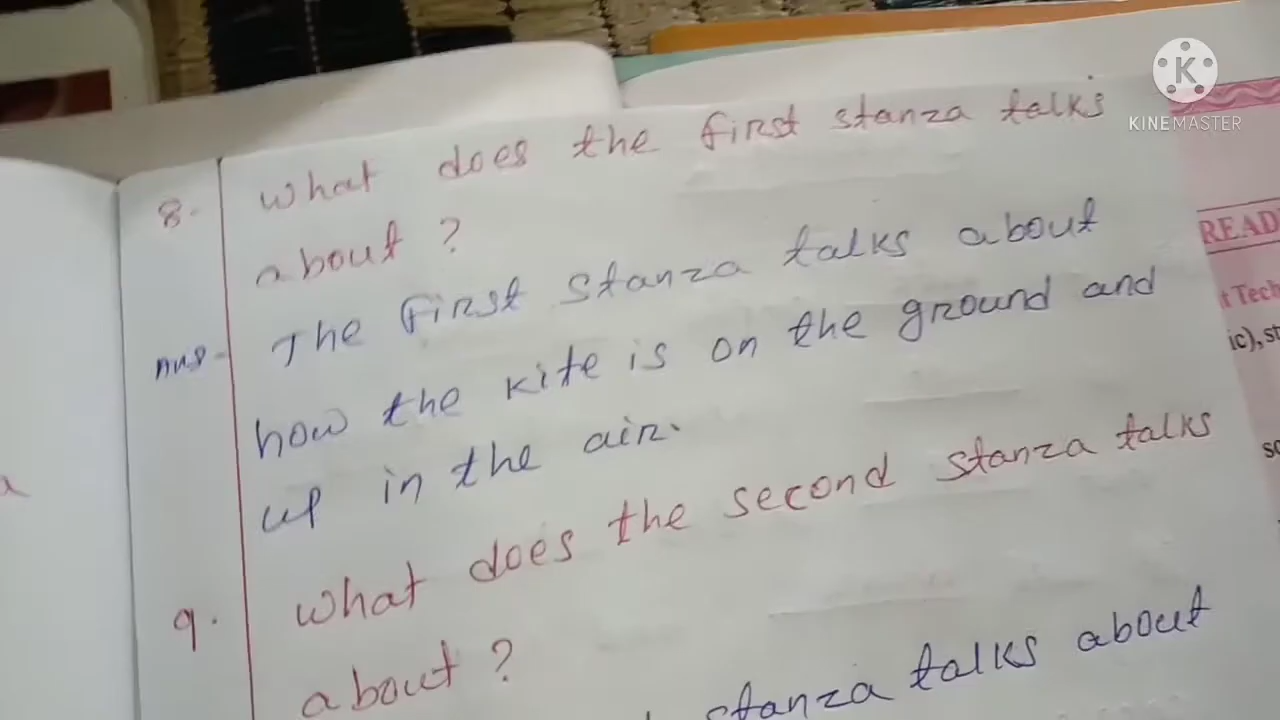 K
KINEMASTER
8. What does the first stanza talks
about ?
Ans- The first stanza talks about
how the kite is on the ground and
up in the air.
9. What does the second stanza talks
about ?
stanza talks about
READ
t Tech
ic), st